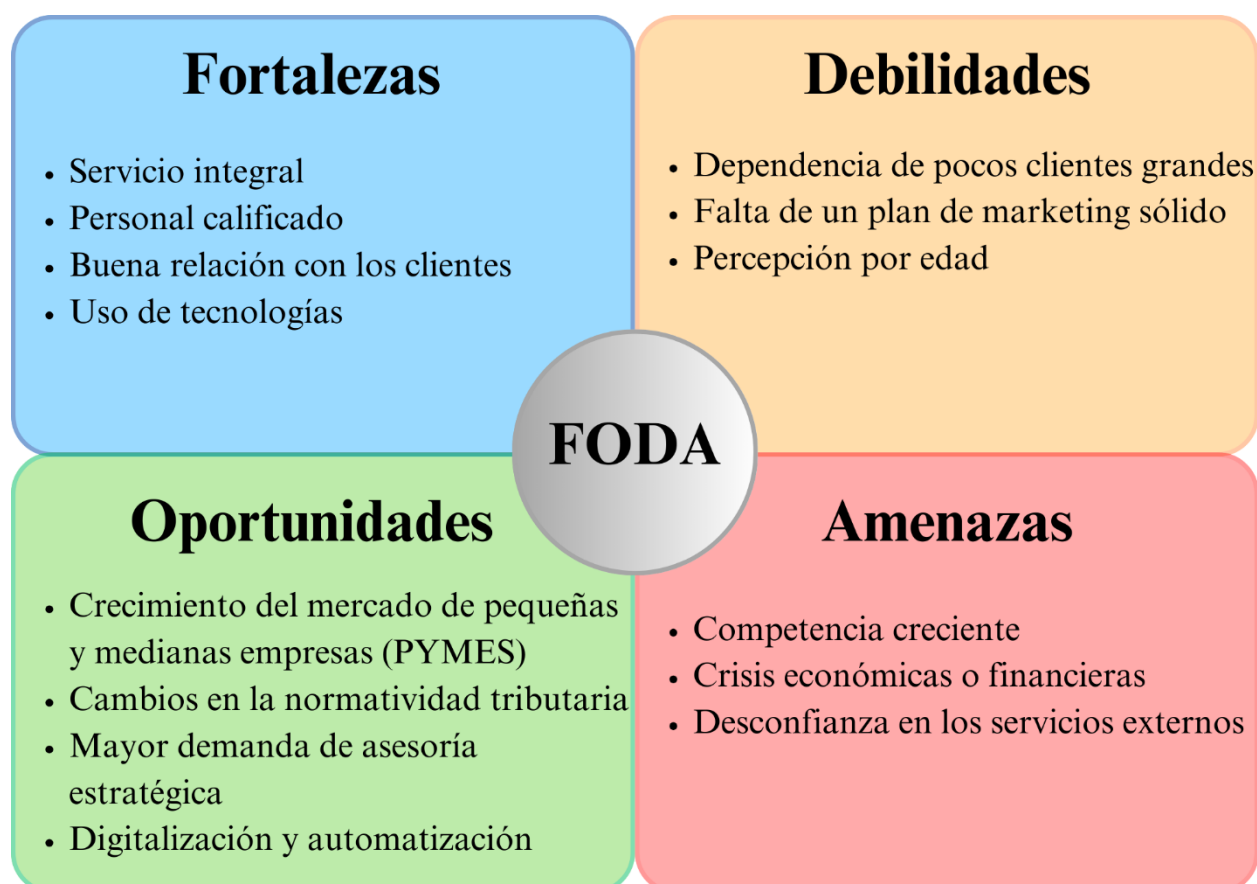 Fortalezas
• Servicio integral
• Personal calificado
• Buena relación con los clientes
• Uso de tecnologías
Debilidades
• Dependencia de pocos clientes grandes
• Falta de un plan de marketing sólido
• Percepción por edad
FODA
Oportunidades
• Crecimiento del mercado de pequeñas
y medianas empresas (PYMES)
• Cambios en la normatividad tributaria
• Mayor demanda de asesoría
estratégica
• Digitalización y automatización
Amenazas
• Competencia creciente
• Crisis económicas o financieras
• Desconfianza en los servicios externos